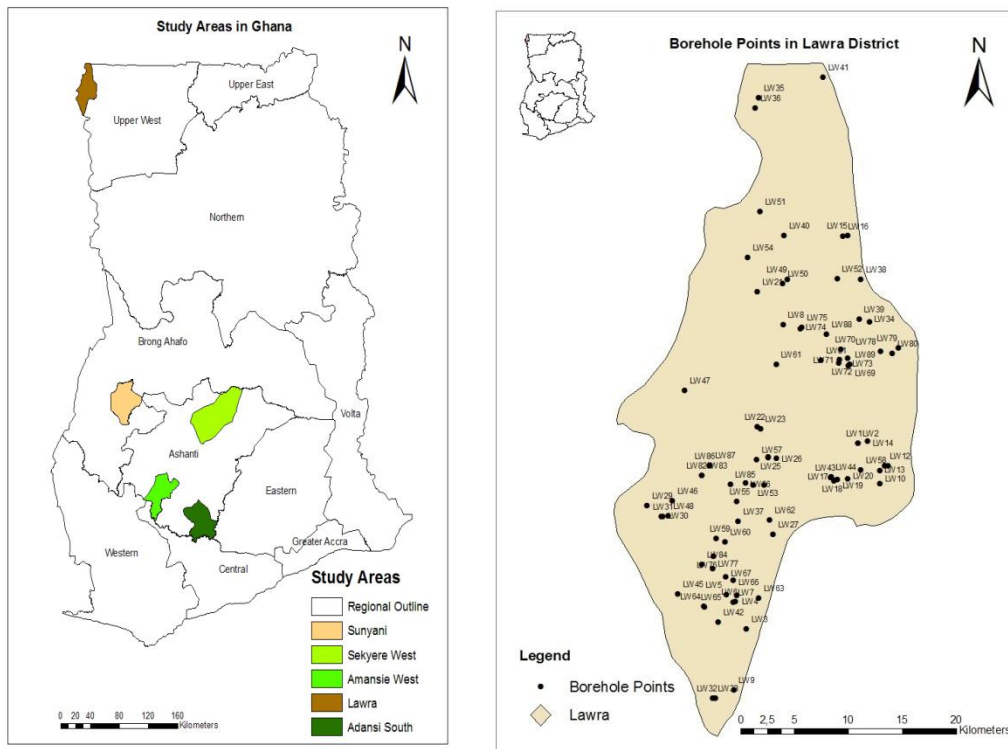 Study Areas in Ghana
N
Upper East
Upper West
Northern
Brong Ahafo
Volta
Ashanti
Eastern
Western
Greater Accra
Central
Study Areas
Regional Outline
Sunyani
Sekyere West
Amansie West
Lawra
Adansi South
0 20 40 80 120 160
Kilometers
Borehole Points in Lawra District
N
LW41
LW35
LW36
LW51
LW40
LW15 LW16
LW54
LW49
LW50
LW52 LW38
LW8
LW75
LW74
LW88
LW39
LW34
LW70
LW78
LW79
LW80
LW61
LW71
LW89
LW72
LW73
LW69
LW47
LW22
LW23
LW1 LW2
LW14
LW86 LW87
LW57
LW58
LW12
LW82 LW83
LW25
LW26
LW43 LW44
LW13
LW85
LW17
LW20
LW10
LW18 LW19
LW29
LW46
LW55
LW53
LW31 LW48
LW30
LW37
LW62
LW27
LW59
LW60
LW84
LW77
LW67
LW66
LW45 LW5
LW7
LW63
LW64 LW65
LW4
LW42
LW3
LW9
LW32
Legend
Borehole Points
Lawra
0 2,5 5 10 15 20
Kilometers